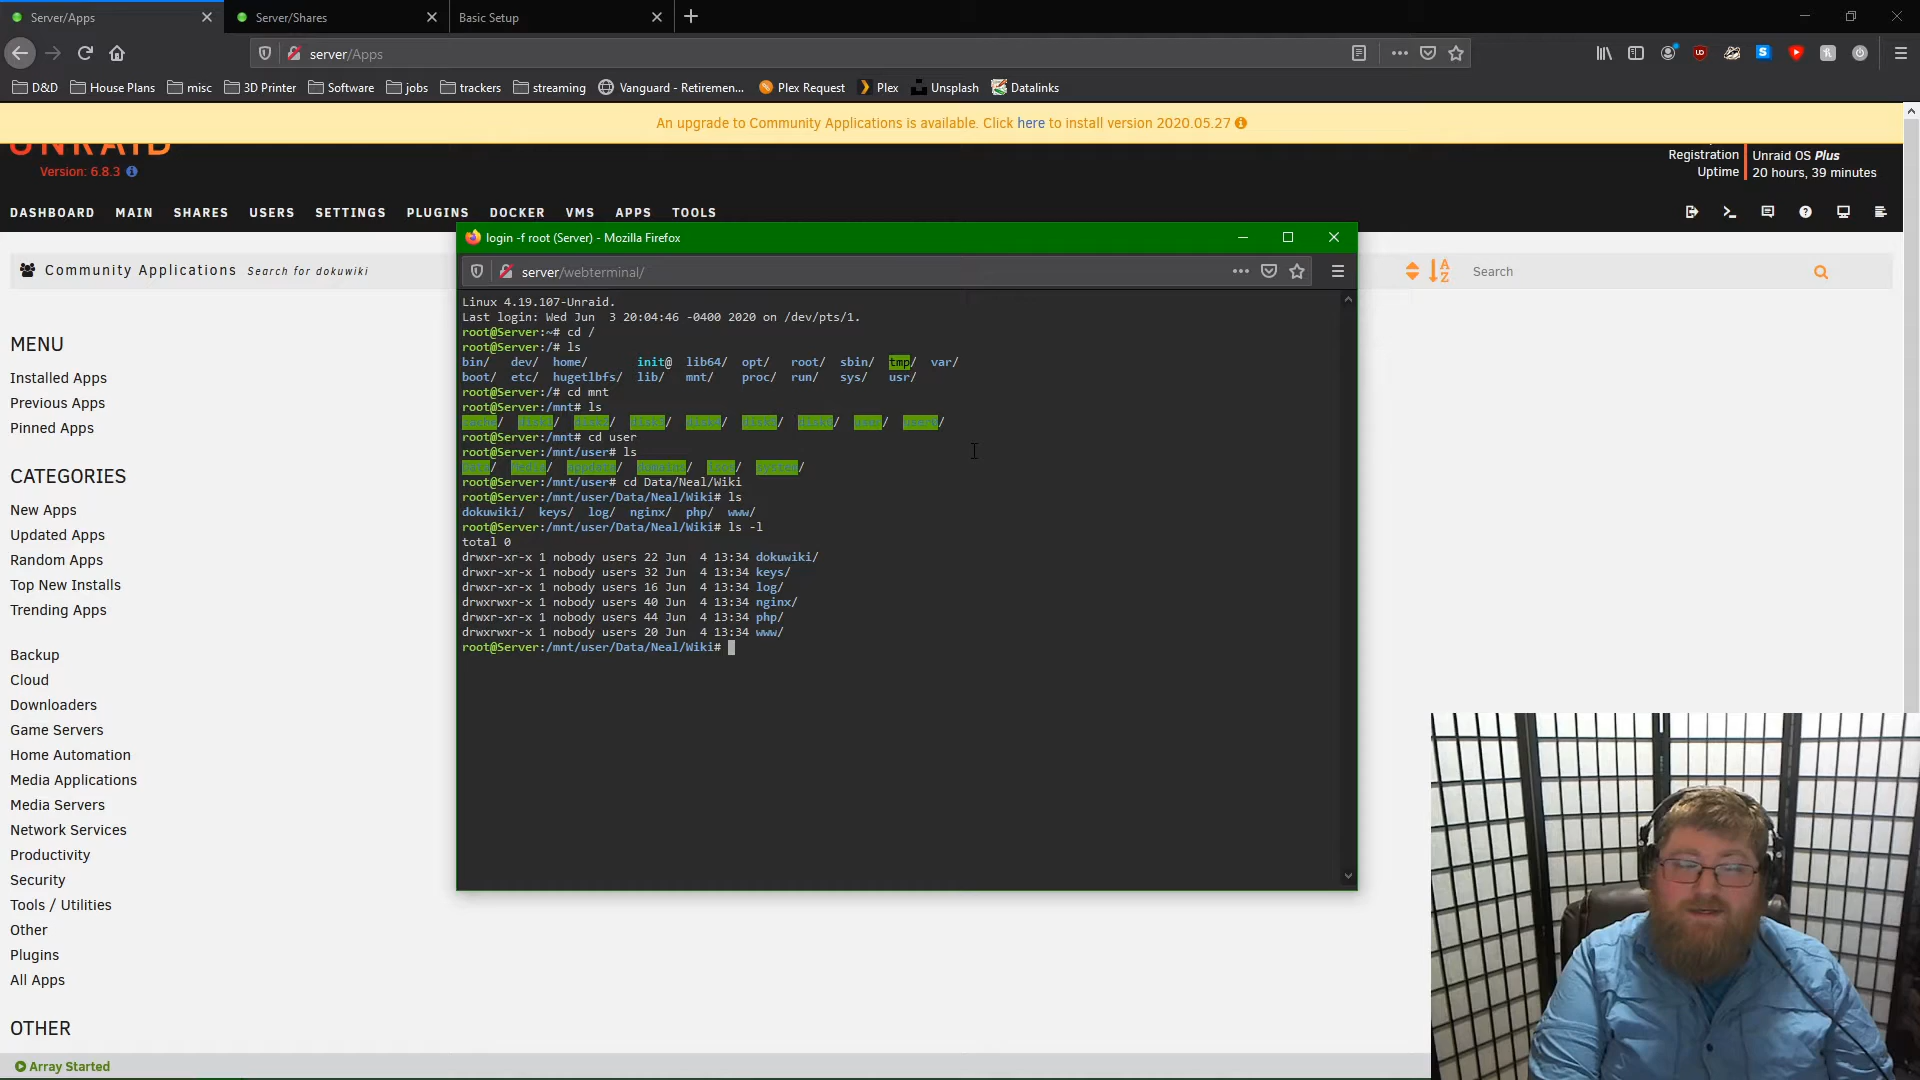 Server/Apps
Server/Shares
Basic Setup
server/Apps
D&D
House Plans
misc
3D Printer
Software
jobs
trackers
streaming
Vanguard - Retiremen...
Plex Request
Plex
Unsplash
Datalinks
An upgrade to Community Applications is available. Click here to install version 2020.05.27
UNRAID
Version: 6.8.3
Registration
Uptime
Unraid OS Plus
20 hours, 39 minutes
DASHBOARD MAIN SHARES USERS SETTINGS PLUGINS DOCKER VMS APPS TOOLS
login -f root (Server) - Mozilla Firefox
server/webterminal/
Community Applications Search for dokuwiki
Search
MENU
Installed Apps
Previous Apps
Pinned Apps
CATEGORIES
New Apps
Updated Apps
Random Apps
Top New Installs
Trending Apps
Backup
Cloud
Downloaders
Game Servers
Home Automation
Media Applications
Media Servers
Network Services
Productivity
Security
Tools / Utilities
Other
Plugins
All Apps
OTHER
Array Started
Linux 4.19.107-Unraid.
Last login: Wed Jun  3 20:04:46 -0400 2020 on /dev/pts/1.
root@Server:~# cd /
root@Server:/# ls
bin/ dev/ home/ init@ lib64/ opt/ root/ sbin/ tmp/ var/
boot/ etc/ hugetlbfs/ lib/ mnt/ proc/ run/ sys/ usr/
root@Server:/# cd mnt
root@Server:/mnt# ls
root@Server:/mnt# cd user
root@Server:/mnt/user# ls
root@Server:/mnt/user# cd Data/Neal/Wiki
root@Server:/mnt/user/Data/Neal/Wiki# ls
dokuwiki/ keys/ log/ nginx/ php/ www/
root@Server:/mnt/user/Data/Neal/Wiki# ls -l
total 0
drwxr-xr-x 1 nobody users 22 Jun  4 13:34 dokuwiki/
drwxr-xr-x 1 nobody users 32 Jun  4 13:34 keys/
drwxr-xr-x 1 nobody users 16 Jun  4 13:34 log/
drwxrwxr-x 1 nobody users 40 Jun  4 13:34 nginx/
drwxr-xr-x 1 nobody users 44 Jun  4 13:34 php/
drwxrwxr-x 1 nobody users 20 Jun  4 13:34 www/
root@Server:/mnt/user/Data/Neal/Wiki#